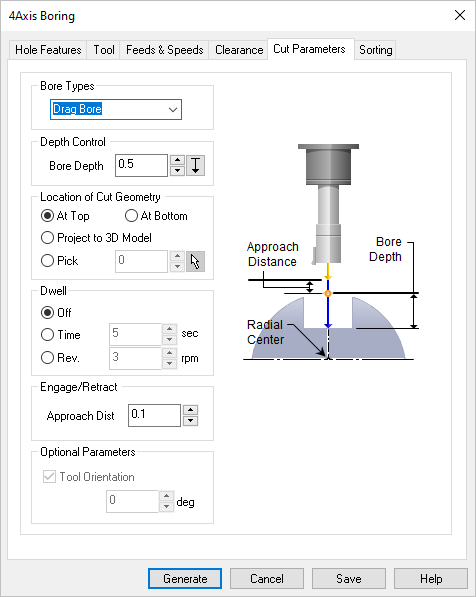 4Axis Boring
Hole Features Tool Feeds & Speeds Clearance Cut Parameters Sorting
Bore Types
Drag Bore
Depth Control
Bore Depth 0.5
Location of Cut Geometry
At Top At Bottom
Project to 3D Model
Pick 0
Dwell
Off
Time 5 sec
Rev. 3 rpm
Engage/Retract
Approach Dist 0.1
Optional Parameters
Tool Orientation
0 deg
Approach
Distance
Bore
Depth
Radial
Center
Generate Cancel Save Help